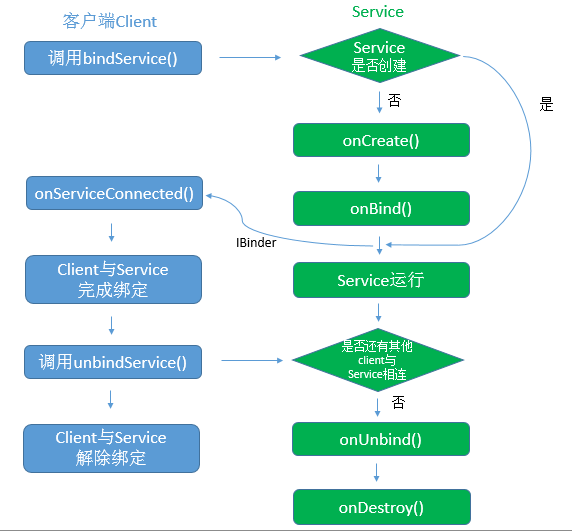 客户端Client
Service
调用bindService()
Service
是否创建
否
是
onCreate()
onServiceConnected()
onBind()
IBinder
Client与Service
完成绑定
Service运行
调用unbindService()
是否还有其他
client与
Service相连
否
Client与Service
解除绑定
onUnbind()
onDestroy()